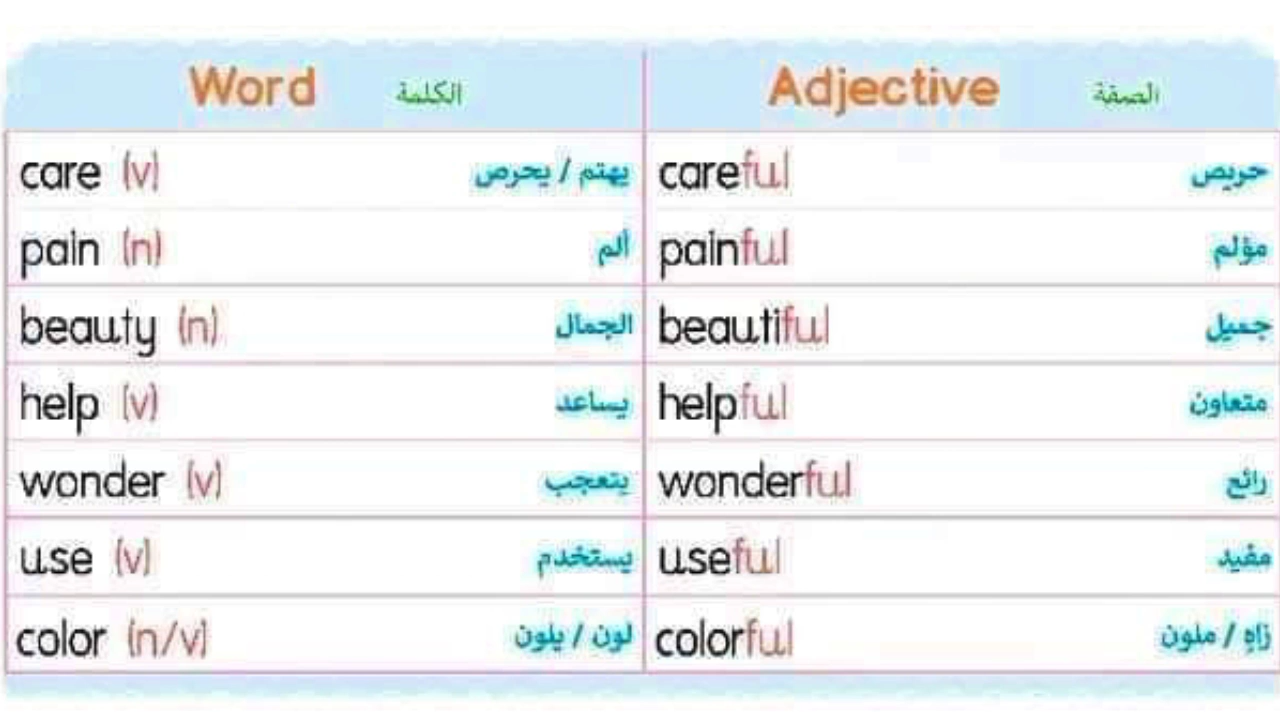 Word الكلمة Adjective الصفة
care (v) يهتم / يحرص careful حريص
pain (n) ألم painful مؤلم
beauty (n) الجمال beautiful جميل
help (v) يساعد helpful متعاون
wonder (v) يتعجب wonderful رائع
use (v) يستخدم useful مفيد
color (n/v) لون / يلون colorful زاهٍ / ملون